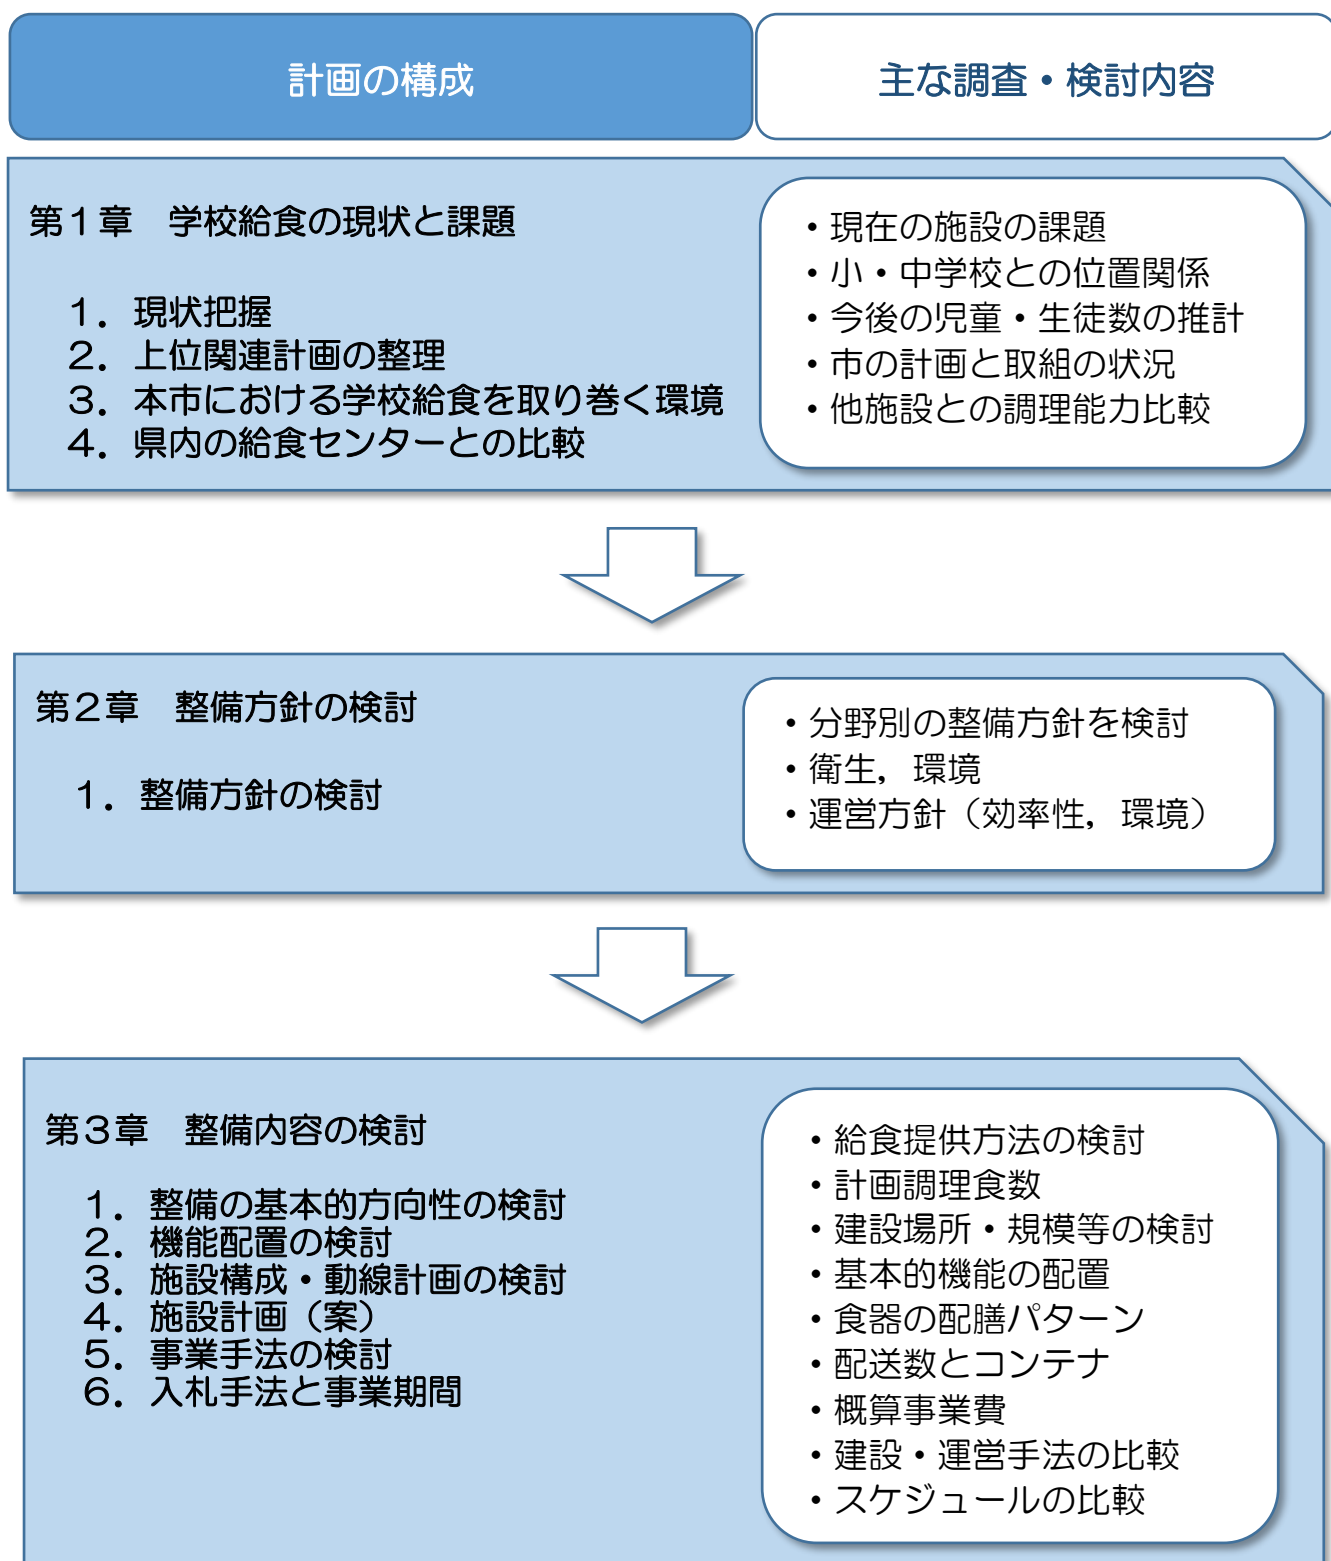 計画の構成
主な調査・検討内容
第1章　学校給食の現状と課題
１．現状把握
２．上位関連計画の整理
３．本市における学校給食を取り巻く環境
４．県内の給食センターとの比較
・現在の施設の課題
・小・中学校との位置関係
・今後の児童・生徒数の推計
・市の計画と取組の状況
・他施設との調理能力比較
第２章　整備方針の検討
１．整備方針の検討
・分野別の整備方針を検討
・衛生，環境
・運営方針（効率性，環境）
第３章　整備内容の検討
１．整備の基本的方向性の検討
２．機能配置の検討
３．施設構成・動線計画の検討
４．施設計画（案）
５．事業手法の検討
６．入札手法と事業期間
・給食提供方法の検討
・計画調理食数
・建設場所・規模等の検討
・基本的機能の配置
・食器の配膳パターン
・配送数とコンテナ
・概算事業費
・建設・運営手法の比較
・スケジュールの比較